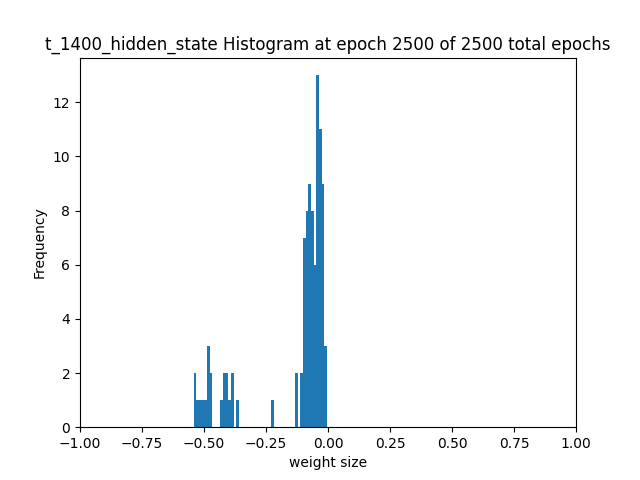 t_1400_hidden_state Histogram at epoch 2500 of 2500 total epochs
Frequency
12
10
8
6
4
2
0
−1.00 −0.75 −0.50 −0.25 0.00 0.25 0.50 0.75 1.00
weight size